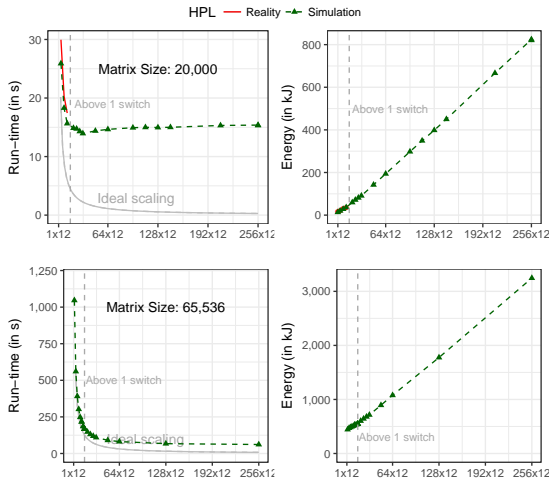 HPL Reality Simulation
Run−time (in s)
30
20
10
0
Matrix Size: 20,000
Above 1 switch
Ideal scaling
1x12 64x12 128x12 192x12 256x12
Energy (in kJ)
800
600
400
200
0
Above 1 switch
1x12 64x12 128x12 192x12 256x12
Run−time (in s)
1,250
1,000
750
500
250
0
Matrix Size: 65,536
Above 1 switch
Ideal scaling
1x12 64x12 128x12 192x12 256x12
Energy (in kJ)
3,000
2,000
1,000
0
Above 1 switch
1x12 64x12 128x12 192x12 256x12